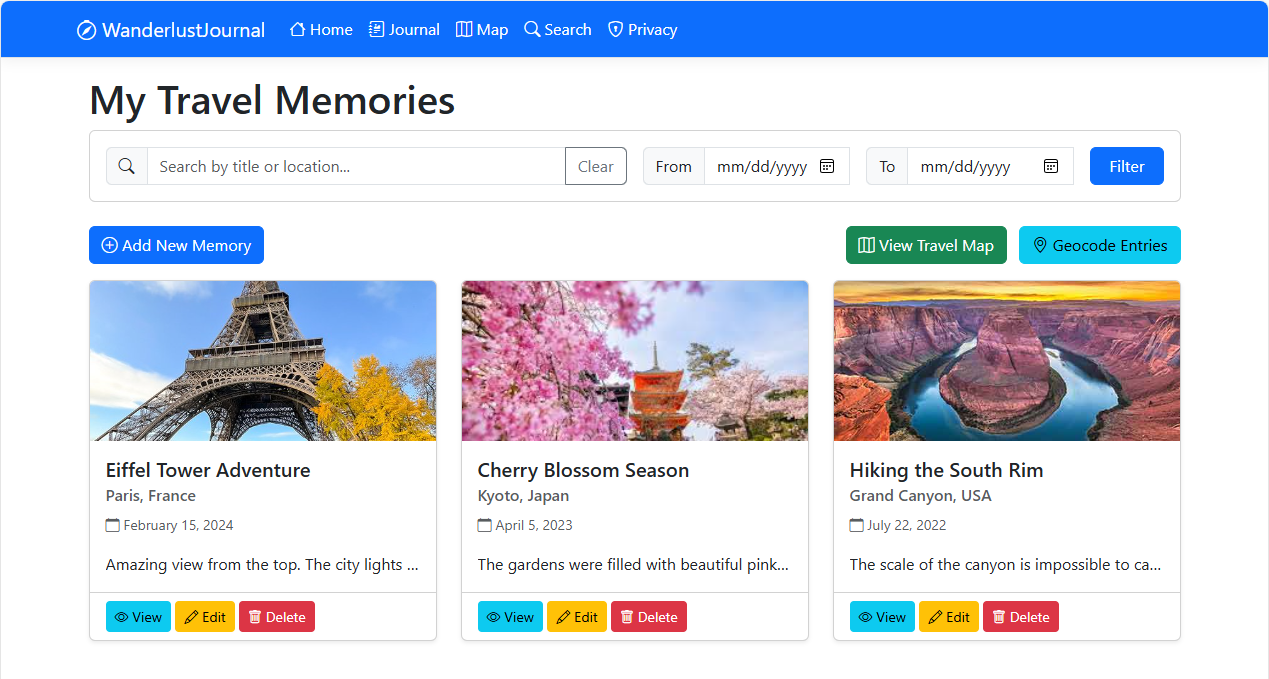 WanderlustJournal Home Journal Map Search Privacy
My Travel Memories
Search by title or location... Clear From mm/dd/yyyy To mm/dd/yyyy Filter
Add New Memory View Travel Map Geocode Entries
Eiffel Tower Adventure
Paris, France
February 15, 2024
Amazing view from the top. The city lights ...
View Edit Delete
Cherry Blossom Season
Kyoto, Japan
April 5, 2023
The gardens were filled with beautiful pink...
View Edit Delete
Hiking the South Rim
Grand Canyon, USA
July 22, 2022
The scale of the canyon is impossible to ca...
View Edit Delete